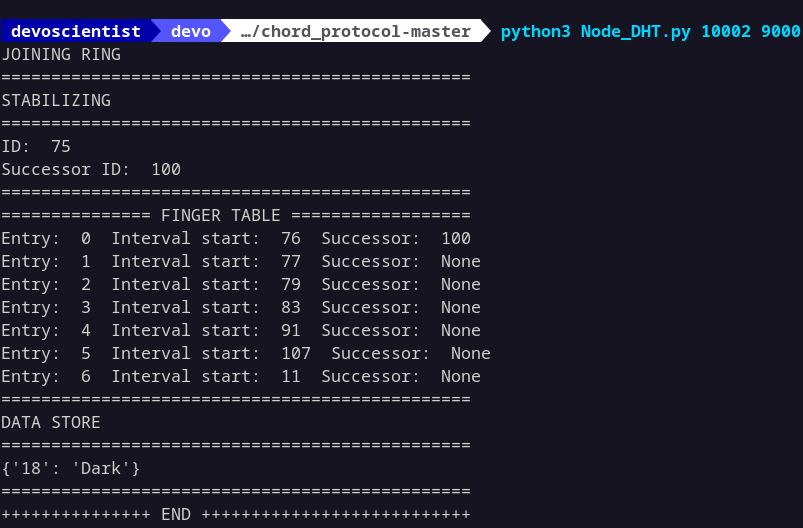 devoscientist devo …/chord_protocol-master python3 Node_DHT.py 10002 9000
JOINING RING
===============================================
STABILIZING
===============================================
ID:  75
Successor ID:  100
===============================================
=============== FINGER TABLE ==================
Entry:  0  Interval start:  76  Successor:  100
Entry:  1  Interval start:  77  Successor:  None
Entry:  2  Interval start:  79  Successor:  None
Entry:  3  Interval start:  83  Successor:  None
Entry:  4  Interval start:  91  Successor:  None
Entry:  5  Interval start:  107  Successor:  None
Entry:  6  Interval start:  11  Successor:  None
===============================================
DATA STORE
===============================================
{'18': 'Dark'}
===============================================
+++++++++++++++ END +++++++++++++++++++++++++++